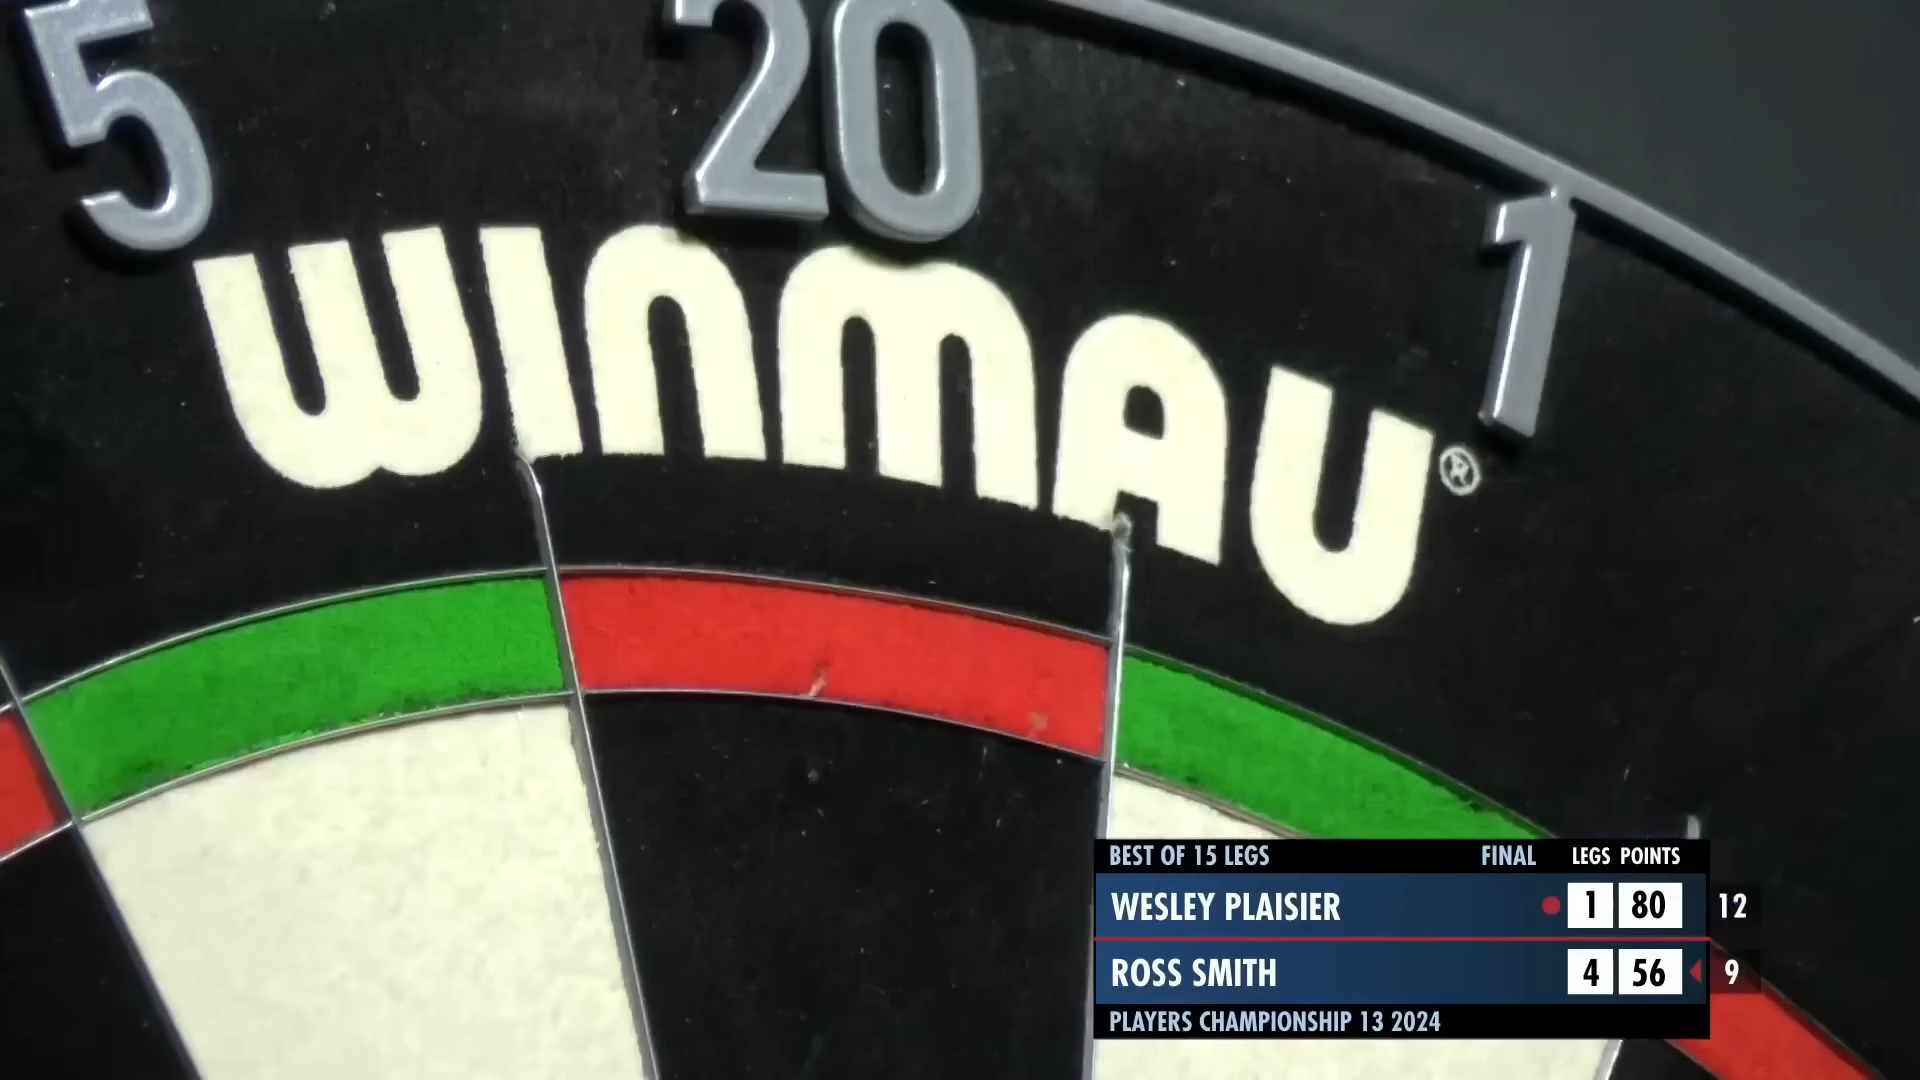 5 20 1
WINMAU®
BEST OF 15 LEGS FINAL LEGS POINTS
WESLEY PLAISIER 1 80 12
ROSS SMITH 4 56 9
PLAYERS CHAMPIONSHIP 13 2024